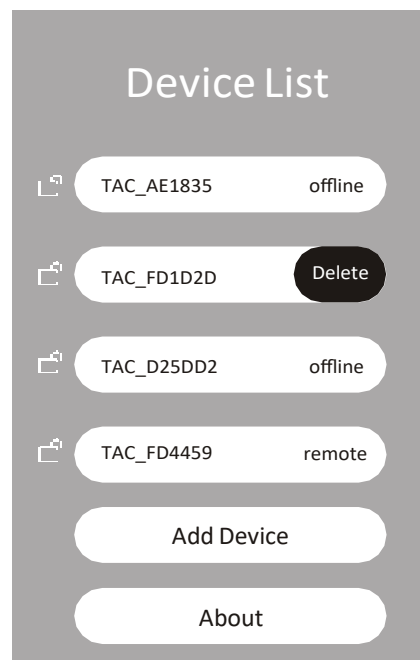 Device List
TAC_AE1835 offline
TAC_FD1D2D Delete
TAC_D25DD2 offline
TAC_FD4459 remote
Add Device
About